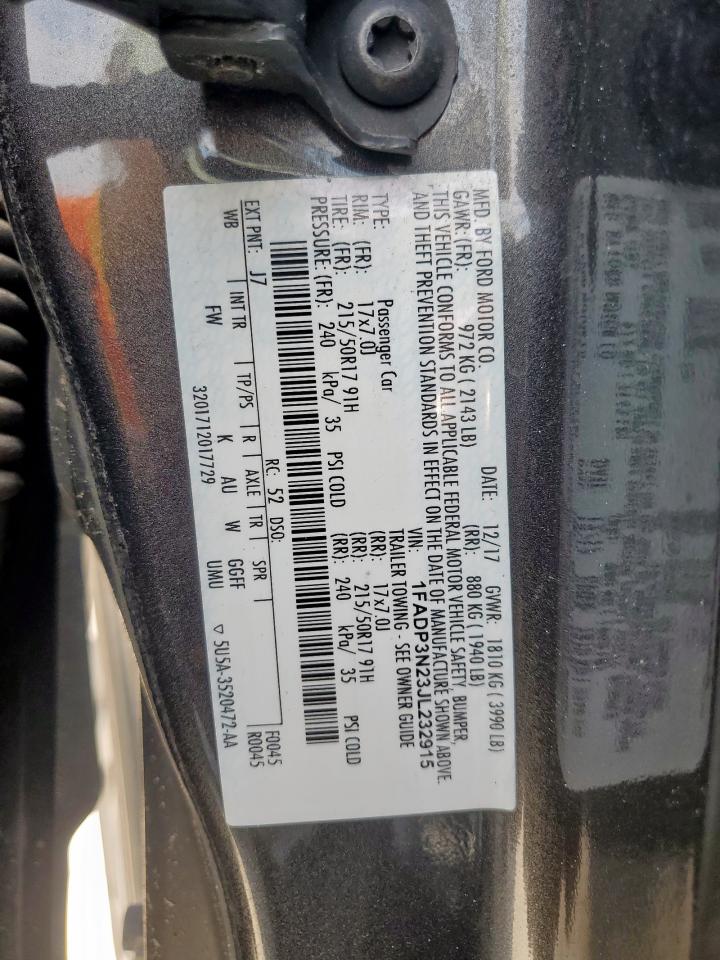 MFD. BY FORD MOTOR CO.
DATE: 12/17 GVWR: 1810 KG ( 3990 LB)
GAWR: (FR): 972 KG ( 2143 LB) (RR): 880 KG ( 1940 LB)
THIS VEHICLE CONFORMS TO ALL APPLICABLE FEDERAL MOTOR VEHICLE SAFETY, BUMPER,
AND THEFT PREVENTION STANDARDS IN EFFECT ON THE DATE OF MANUFACTURE SHOWN ABOVE.
VIN: 1FADP3N23JL232915
TYPE: Passenger Car TRAILER TOWING - SEE OWNER GUIDE
RIM: (FR): 17x7.0J (RR): 17x7.0J
TIRE: (FR): 215/50R17 91H (RR): 215/50R17 91H
PRESSURE: (FR): 240 kPa/ 35 PSI COLD (RR): 240 kPa/ 35 PSI COLD
RC: 52 DSO: F0045
EXT PNT: J7 R0045
WB INT TR TP/PS R AXLE TR SPR
FW K AU W GGFF
3201712017729 UMU ▽ 5U5A-3520472-AA